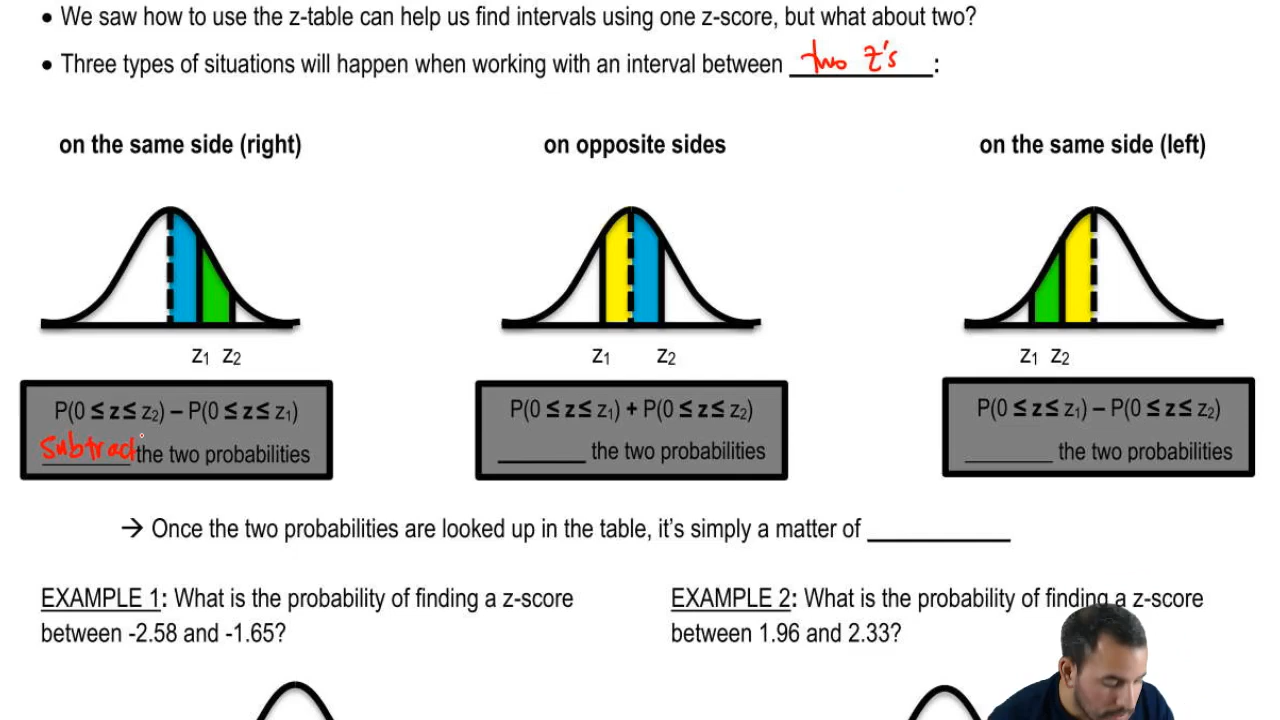 • We saw how to use the z-table can help us find intervals using one z-score, but what about two?
• Three types of situations will happen when working with an interval between two z's :
on the same side (right)
on opposite sides
on the same side (left)
z₁ z₂
z₁ z₂
z₁ z₂
P(0 ≤ z ≤ z₂) – P(0 ≤ z ≤ z₁)
subtract the two probabilities
P(0 ≤ z ≤ z₁) + P(0 ≤ z ≤ z₂)
________ the two probabilities
P(0 ≤ z ≤ z₁) – P(0 ≤ z ≤ z₂)
________ the two probabilities
→ Once the two probabilities are looked up in the table, it's simply a matter of ____________
EXAMPLE 1: What is the probability of finding a z-score
between -2.58 and -1.65?
EXAMPLE 2: What is the probability of finding a z-score
between 1.96 and 2.33?